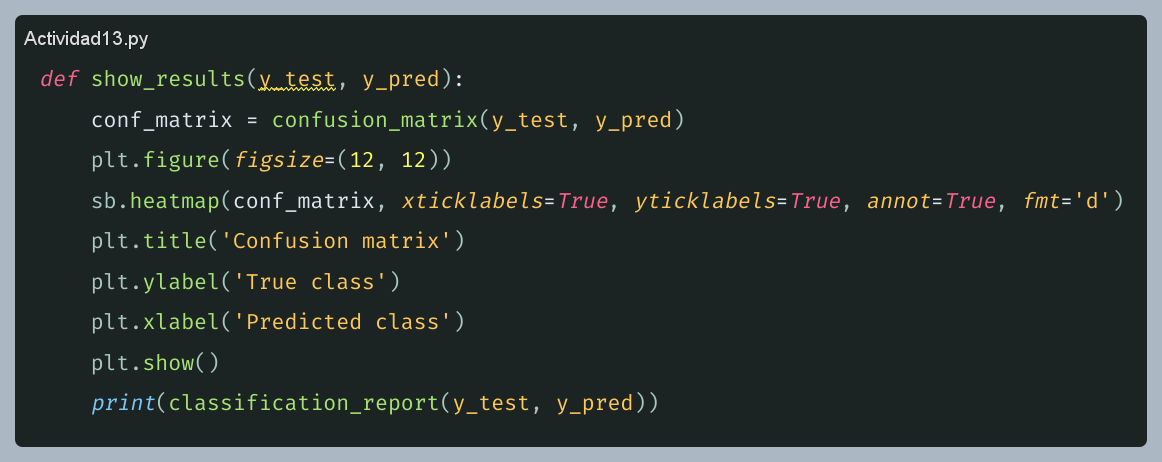 Actividad13.py
def show_results(y_test, y_pred):
    conf_matrix = confusion_matrix(y_test, y_pred)
    plt.figure(figsize=(12, 12))
    sb.heatmap(conf_matrix, xticklabels=True, yticklabels=True, annot=True, fmt='d')
    plt.title('Confusion matrix')
    plt.ylabel('True class')
    plt.xlabel('Predicted class')
    plt.show()
    print(classification_report(y_test, y_pred))